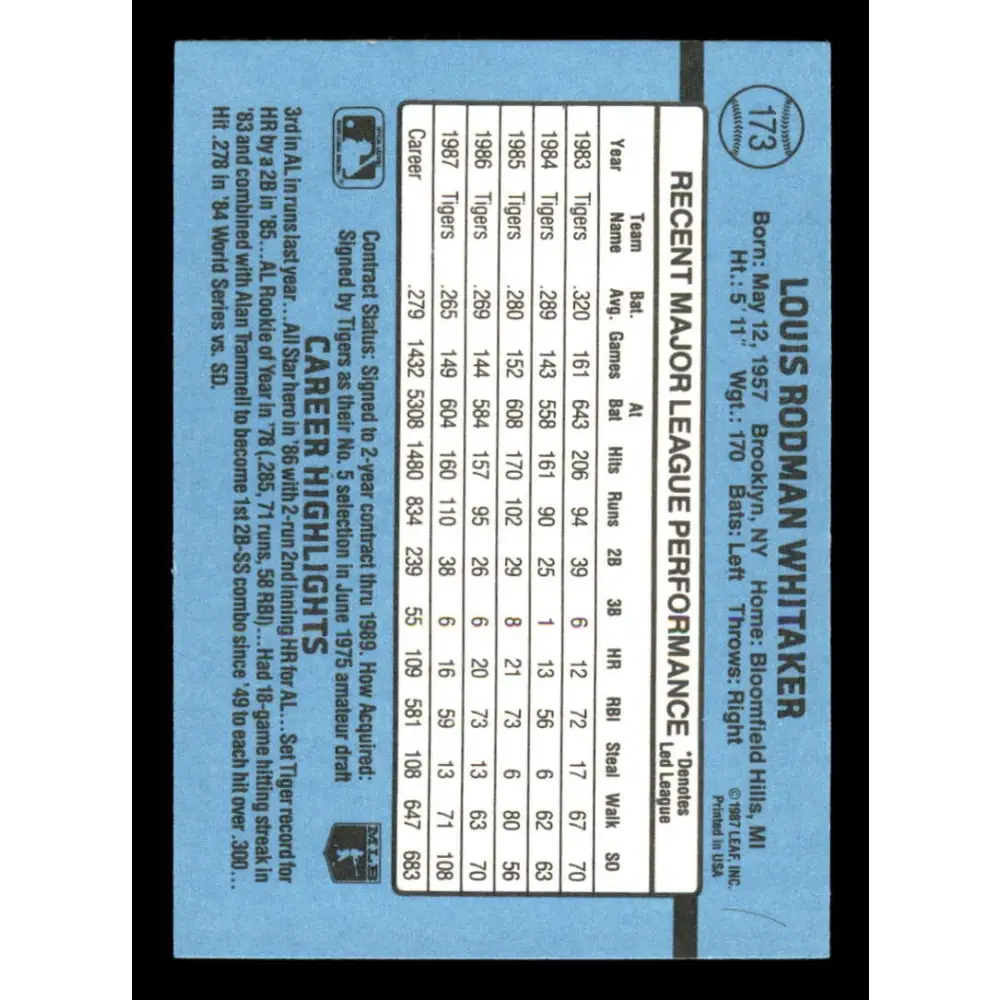 173
LOUIS RODMAN WHITAKER
Born: May 12, 1957 Brooklyn, NY Home: Bloomfield Hills, MI
Ht.: 5' 11" Wgt.: 170 Bats: Left Throws: Right
©1987 LEAF, INC.
Printed in USA
RECENT MAJOR LEAGUE PERFORMANCE *Denotes Led League
Year Team Name Bat. Avg. Games At Bat Hits Runs 2B 3B HR RBI Steal Walk SO
1983 Tigers .320 161 643 206 94 39 6 12 72 17 67 70
1984 Tigers .289 143 558 161 90 25 1 13 56 6 62 63
1985 Tigers .280 152 608 170 102 29 8 21 73 6 80 56
1986 Tigers .269 144 584 157 95 26 6 20 73 13 63 70
1987 Tigers .265 149 604 160 110 38 6 16 59 13 71 108
Career .279 1432 5308 1480 834 239 55 109 581 108 647 683
Contract Status: Signed to 2-year contract thru 1989. How Acquired:
Signed by Tigers as their No. 5 selection in June 1975 amateur draft
MLB
CAREER HIGHLIGHTS
3rd in AL in runs last year...All Star hero in '86 with 2-run 2nd inning HR for AL...Set Tiger record for
HR by a 2B in '85...AL Rookie of Year in '78 (.285, 71 runs, 58 RBI)...Had 18-game hitting streak in
'83 and combined with Alan Trammell to become 1st 2B-SS combo since '49 to each hit over .300...
Hit .278 in '84 World Series vs. SD.